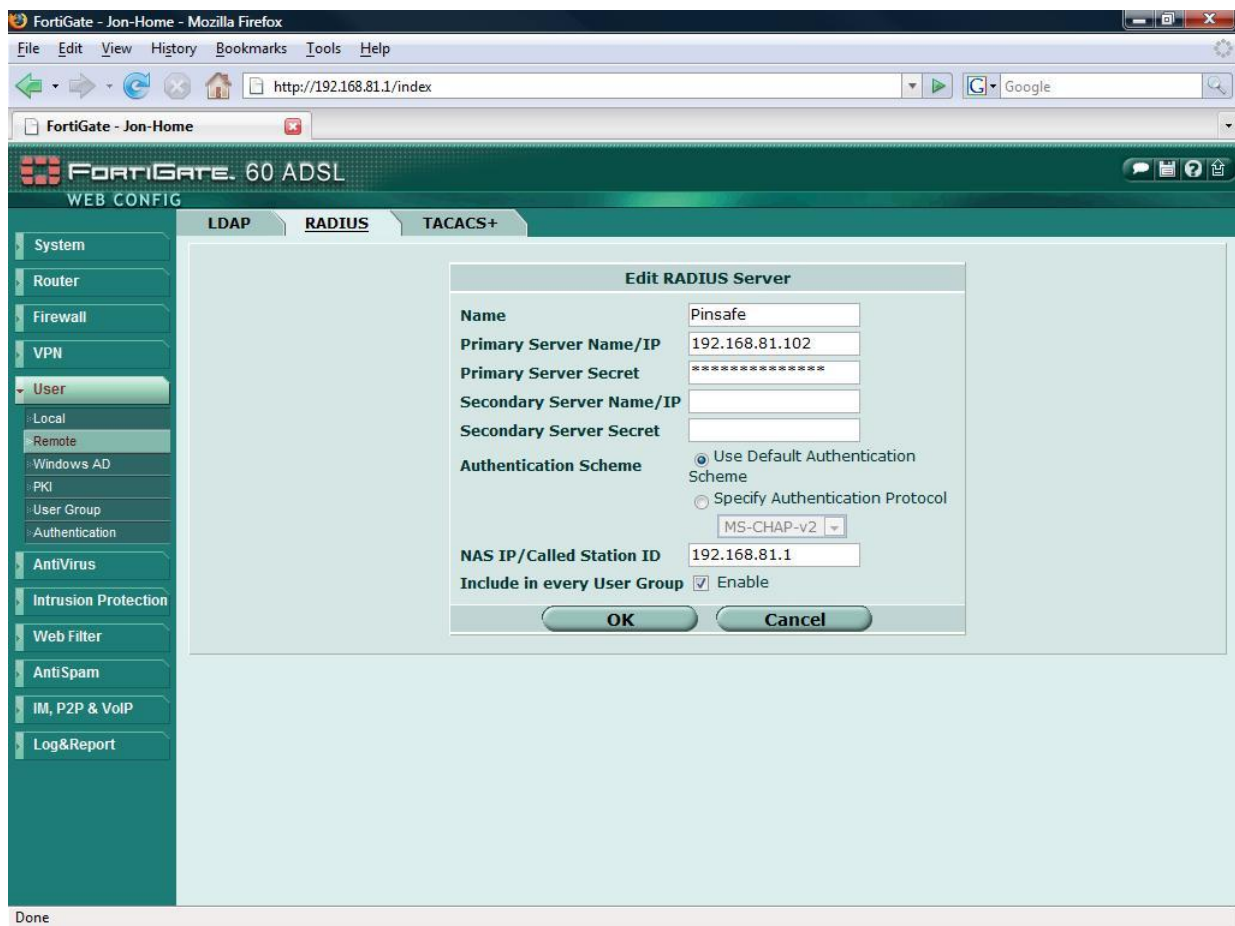 FortiGate - Jon-Home - Mozilla Firefox
File Edit View History Bookmarks Tools Help
http://192.168.81.1/index
G Google
FortiGate - Jon-Home
FORTIGATE. 60 ADSL
WEB CONFIG
LDAP RADIUS TACACS+
System
Router
Firewall
VPN
User
Local
Remote
Windows AD
PKI
User Group
Authentication
AntiVirus
Intrusion Protection
Web Filter
AntiSpam
IM, P2P & VoIP
Log&Report
Edit RADIUS Server
Name Pinsafe
Primary Server Name/IP 192.168.81.102
Primary Server Secret **************
Secondary Server Name/IP
Secondary Server Secret
Authentication Scheme Use Default Authentication
Scheme
Specify Authentication Protocol
MS-CHAP-v2
NAS IP/Called Station ID 192.168.81.1
Include in every User Group Enable
OK Cancel
Done